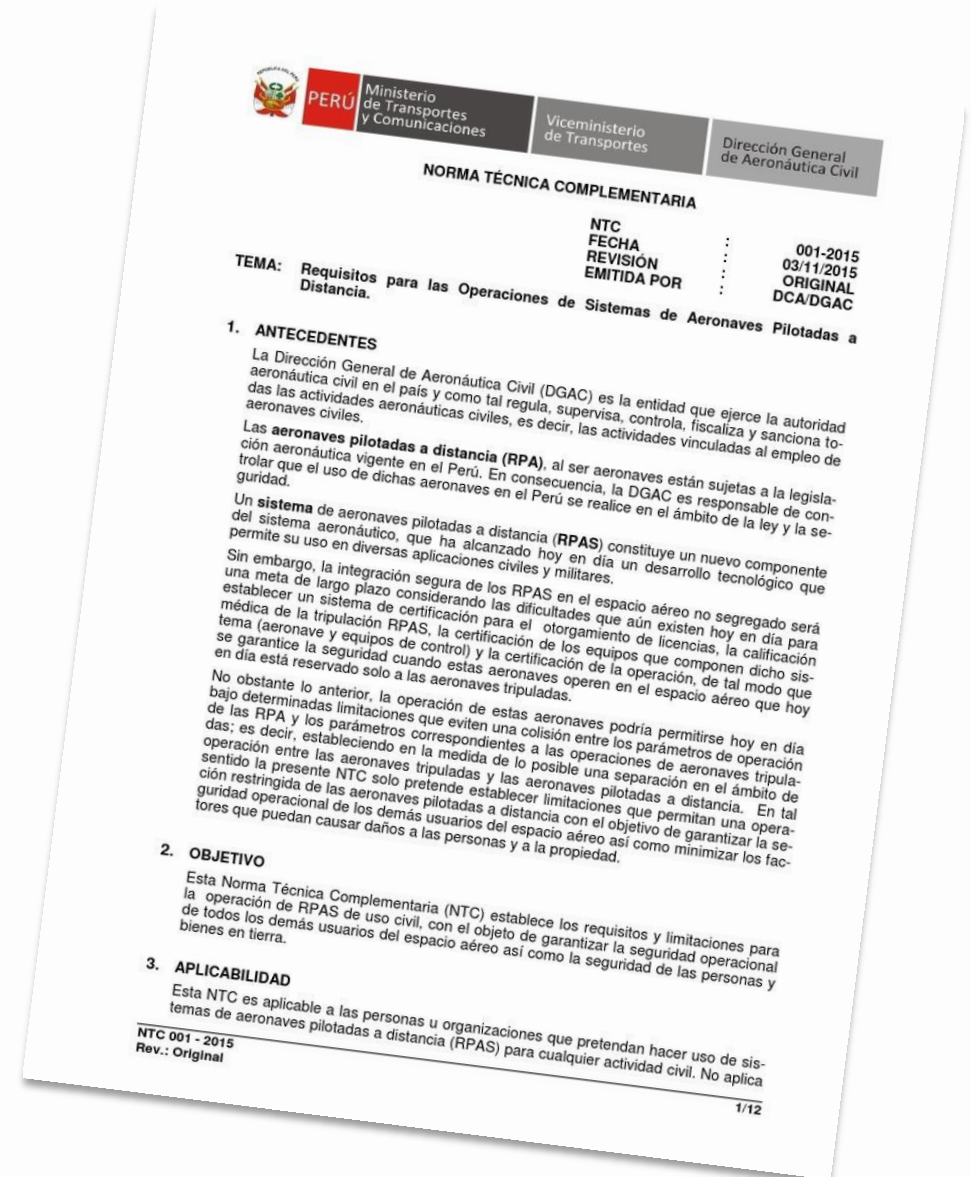 REPÚBLICA DEL PERÚ
PERÚ
Ministerio
de Transportes
y Comunicaciones
Viceministerio
de Transportes
Dirección General
de Aeronáutica Civil
NORMA TÉCNICA COMPLEMENTARIA
NTC : 001-2015
FECHA : 03/11/2015
REVISIÓN : ORIGINAL
EMITIDA POR : DCA/DGAC
TEMA: Requisitos para las Operaciones de Sistemas de Aeronaves Pilotadas a
Distancia.
1. ANTECEDENTES
La Dirección General de Aeronáutica Civil (DGAC) es la entidad que ejerce la autoridad
aeronáutica civil en el país y como tal regula, supervisa, controla, fiscaliza y sanciona to-
das las actividades aeronáuticas civiles, es decir, las actividades vinculadas al empleo de
aeronaves civiles.
Las aeronaves pilotadas a distancia (RPA), al ser aeronaves están sujetas a la legisla-
ción aeronáutica vigente en el Perú. En consecuencia, la DGAC es responsable de con-
trolar que el uso de dichas aeronaves en el Perú se realice en el ámbito de la ley y la se-
guridad.
Un sistema de aeronaves pilotadas a distancia (RPAS) constituye un nuevo componente
del sistema aeronáutico, que ha alcanzado hoy en día un desarrollo tecnológico que
permite su uso en diversas aplicaciones civiles y militares.
Sin embargo, la integración segura de los RPAS en el espacio aéreo no segregado será
una meta de largo plazo considerando las dificultades que aún existen hoy en día para
establecer un sistema de certificación para el otorgamiento de licencias, la calificación
médica de la tripulación RPAS, la certificación de los equipos que componen dicho sis-
tema (aeronave y equipos de control) y la certificación de la operación, de tal modo que
se garantice la seguridad cuando estas aeronaves operen en el espacio aéreo que hoy
en día está reservado solo a las aeronaves tripuladas.
No obstante lo anterior, la operación de estas aeronaves podría permitirse hoy en día
bajo determinadas limitaciones que eviten una colisión entre los parámetros de operación
de las RPA y los parámetros correspondientes a las operaciones de aeronaves tripula-
das; es decir, estableciendo en la medida de lo posible una separación en el ámbito de
operación entre las aeronaves tripuladas y las aeronaves pilotadas a distancia. En tal
sentido la presente NTC solo pretende establecer limitaciones que permitan una opera-
ción restringida de las aeronaves pilotadas a distancia con el objetivo de garantizar la se-
guridad operacional de los demás usuarios del espacio aéreo así como minimizar los fac-
tores que puedan causar daños a las personas y a la propiedad.
2. OBJETIVO
Esta Norma Técnica Complementaria (NTC) establece los requisitos y limitaciones para
la operación de RPAS de uso civil, con el objeto de garantizar la seguridad operacional
de todos los demás usuarios del espacio aéreo así como la seguridad de las personas y
bienes en tierra.
3. APLICABILIDAD
Esta NTC es aplicable a las personas u organizaciones que pretendan hacer uso de sis-
temas de aeronaves pilotadas a distancia (RPAS) para cualquier actividad civil. No aplica
NTC 001 - 2015
Rev.: Original
1/12